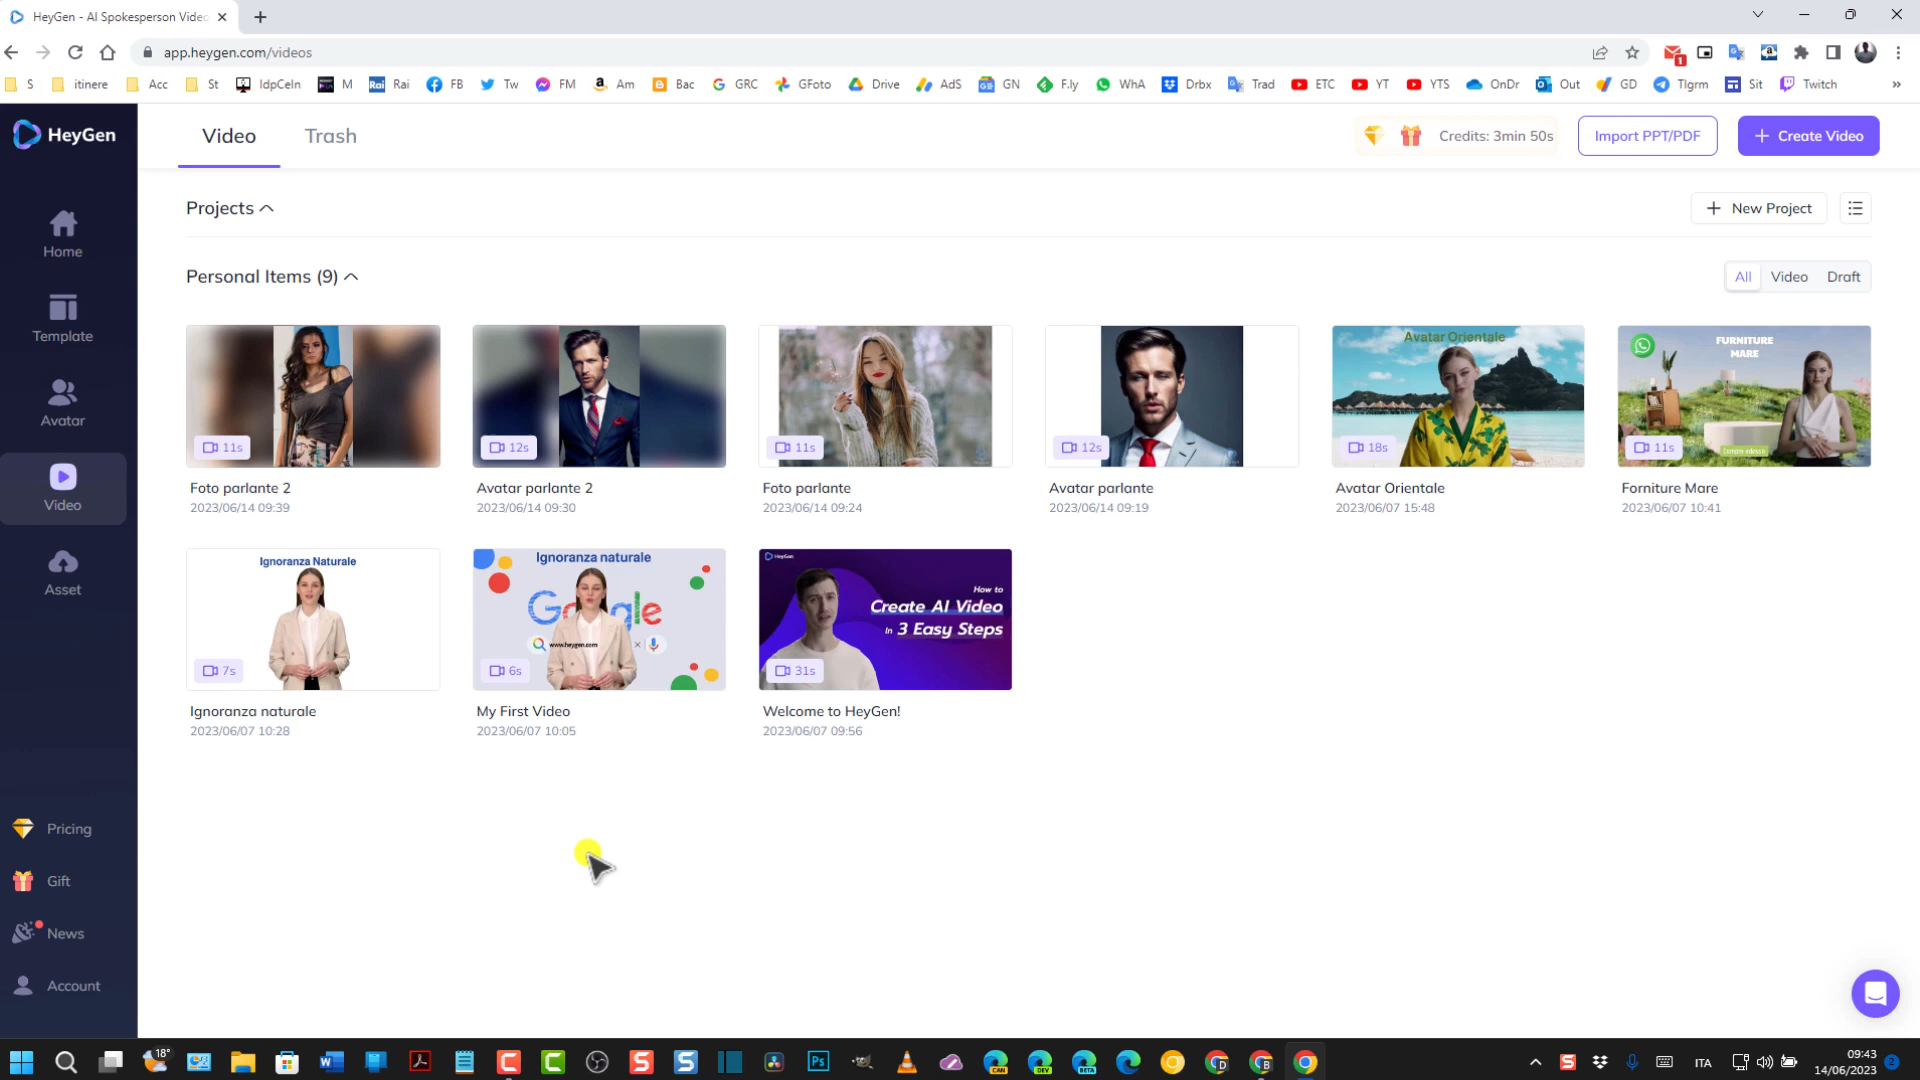 HeyGen - AI Spokesperson Vide
app.heygen.com/videos
1
S
itinere
Acc
St
IdpCeIn
M
Rai
FB
Tw
FM
Am
Bac
GRC
GFoto
Drive
AdS
GN
F.ly
WhA
Drbx
Trad
ETC
YT
YTS
OnDr
Out
GD
Tlgrm
Sit
Twitch
»
HeyGen
Video
Trash
Credits: 3min 50s
Import PPT/PDF
+ Create Video
Projects
+ New Project
Personal Items (9)
All
Video
Draft
Home
Template
Avatar
Video
Asset
Pricing
Gift
News
Account
11s
Foto parlante 2
2023/06/14 09:39
12s
Avatar parlante 2
2023/06/14 09:30
11s
Foto parlante
2023/06/14 09:24
12s
Avatar parlante
2023/06/14 09:19
Avatar Orientale
18s
Avatar Orientale
2023/06/07 15:48
FURNITURE
MARE
Compra adesso
11s
Forniture Mare
2023/06/07 10:41
Ignoranza Naturale
7s
Ignoranza naturale
2023/06/07 10:28
Ignoranza naturale
Google
www.heygen.com
6s
My First Video
2023/06/07 10:05
HeyGen
How to
Create AI Video
In 3 Easy Steps
31s
Welcome to HeyGen!
2023/06/07 09:56
18°
CAN
DEV
BETA
D
B
ITA
09:43
14/06/2023
2